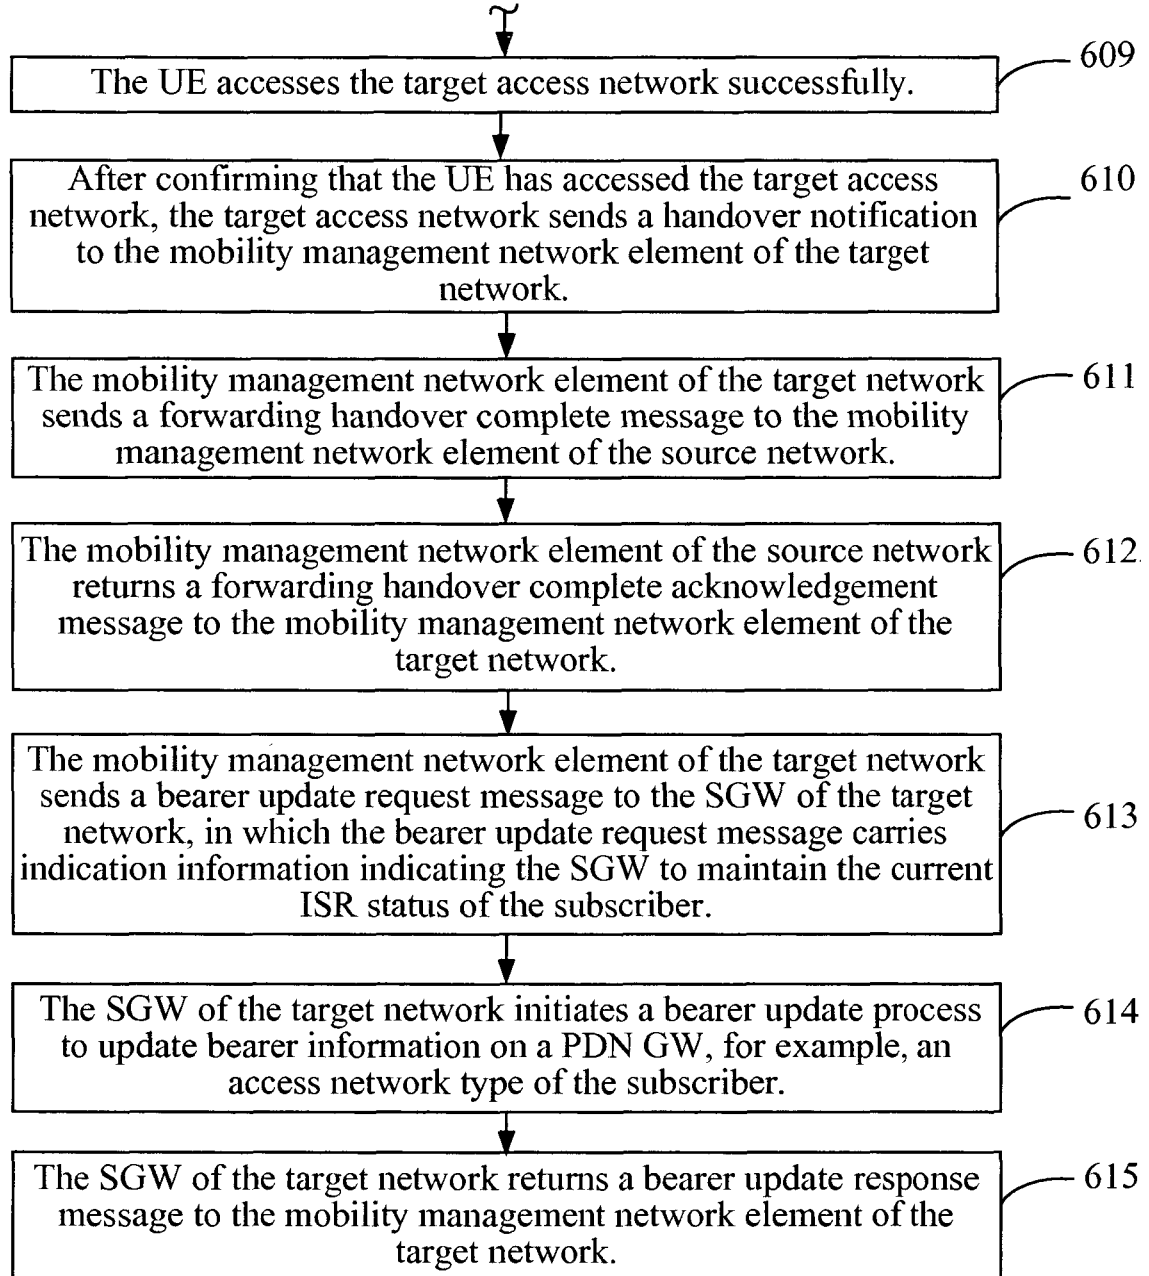 The UE accesses the target access network successfully.
609
After confirming that the UE has accessed the target access
network, the target access network sends a handover notification
to the mobility management network element of the target
network.
610
The mobility management network element of the target network
sends a forwarding handover complete message to the mobility
management network element of the source network.
611
The mobility management network element of the source network
returns a forwarding handover complete acknowledgement
message to the mobility management network element of the
target network.
612
The mobility management network element of the target network
sends a bearer update request message to the SGW of the target
network, in which the bearer update request message carries
indication information indicating the SGW to maintain the current
ISR status of the subscriber.
613
The SGW of the target network initiates a bearer update process
to update bearer information on a PDN GW, for example, an
access network type of the subscriber.
614
The SGW of the target network returns a bearer update response
message to the mobility management network element of the
target network.
615